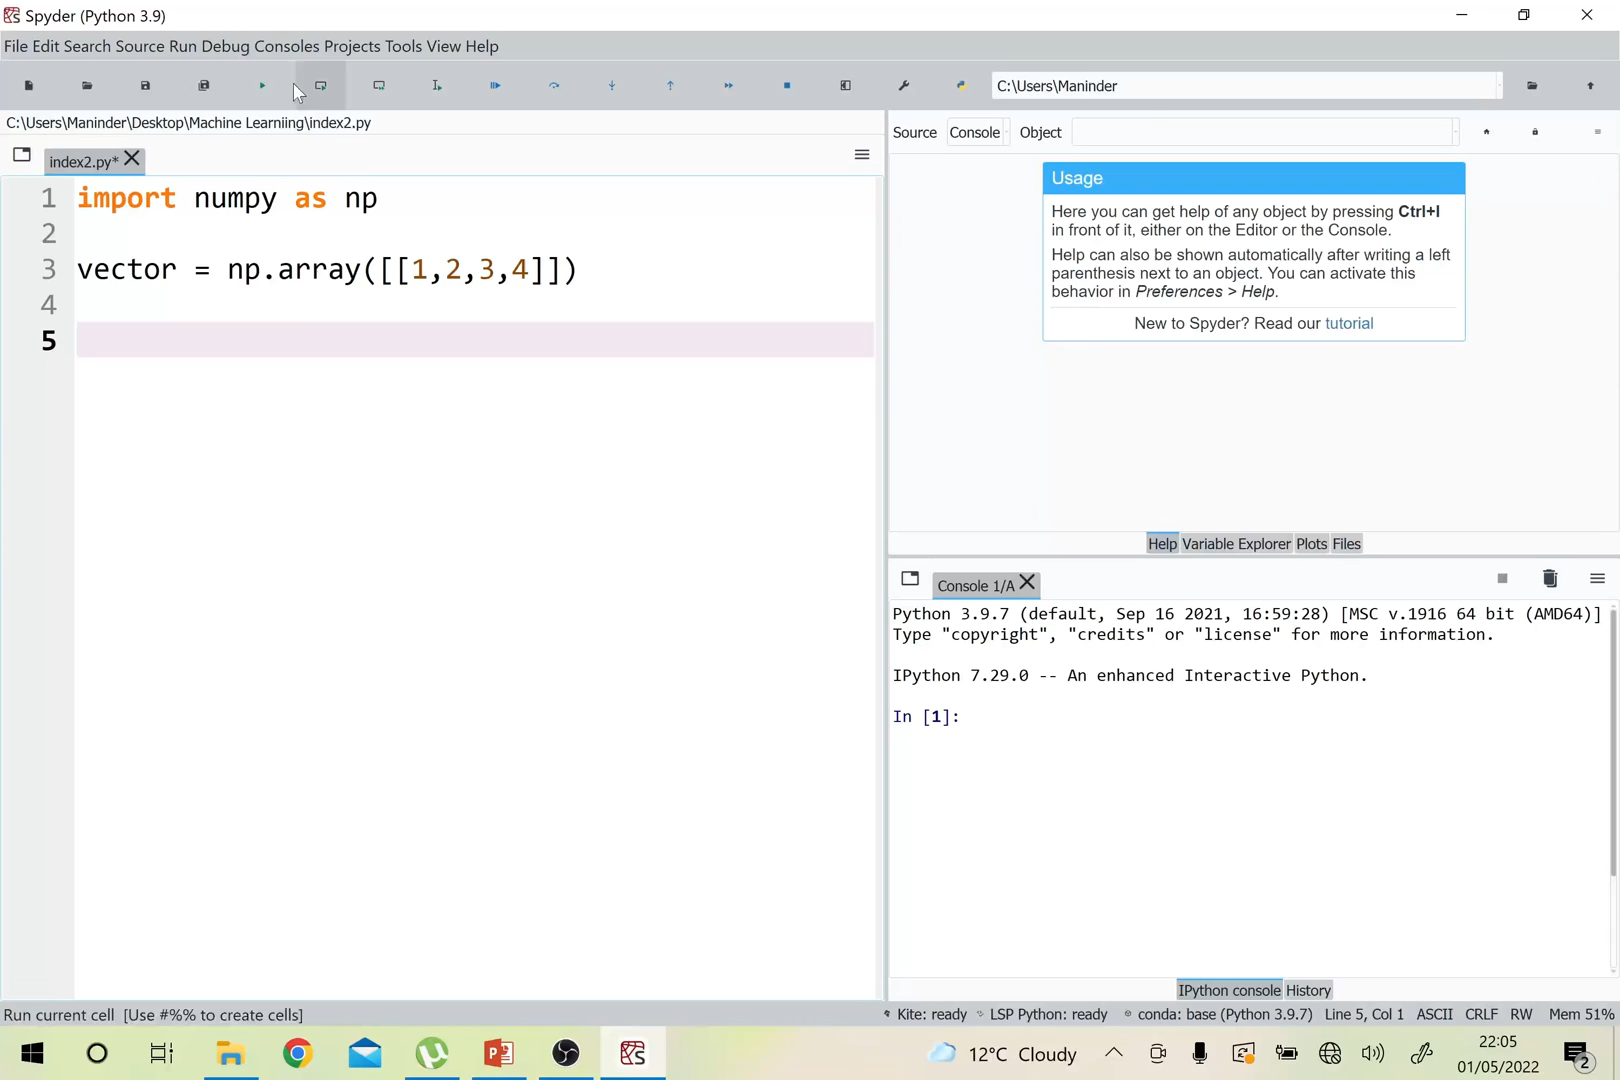 Spyder (Python 3.9)
File Edit Search Source Run Debug Consoles Projects Tools View Help
C:\Users\Maninder
C:\Users\Maninder\Desktop\Machine Learniing\index2.py
Source Console Object
index2.py*
1 import numpy as np
2
3 vector = np.array([[1,2,3,4]])
4
5
Usage
Here you can get help of any object by pressing Ctrl+I
in front of it, either on the Editor or the Console.
Help can also be shown automatically after writing a left
parenthesis next to an object. You can activate this
behavior in Preferences > Help.
New to Spyder? Read our tutorial
Help Variable Explorer Plots Files
Console 1/A
Python 3.9.7 (default, Sep 16 2021, 16:59:28) [MSC v.1916 64 bit (AMD64)]
Type "copyright", "credits" or "license" for more information.
IPython 7.29.0 -- An enhanced Interactive Python.
In [1]:
IPython console History
Run current cell [Use #%% to create cells]
Kite: ready LSP Python: ready conda: base (Python 3.9.7) Line 5, Col 1 ASCII CRLF RW Mem 51%
12°C Cloudy
22:05
01/05/2022
2